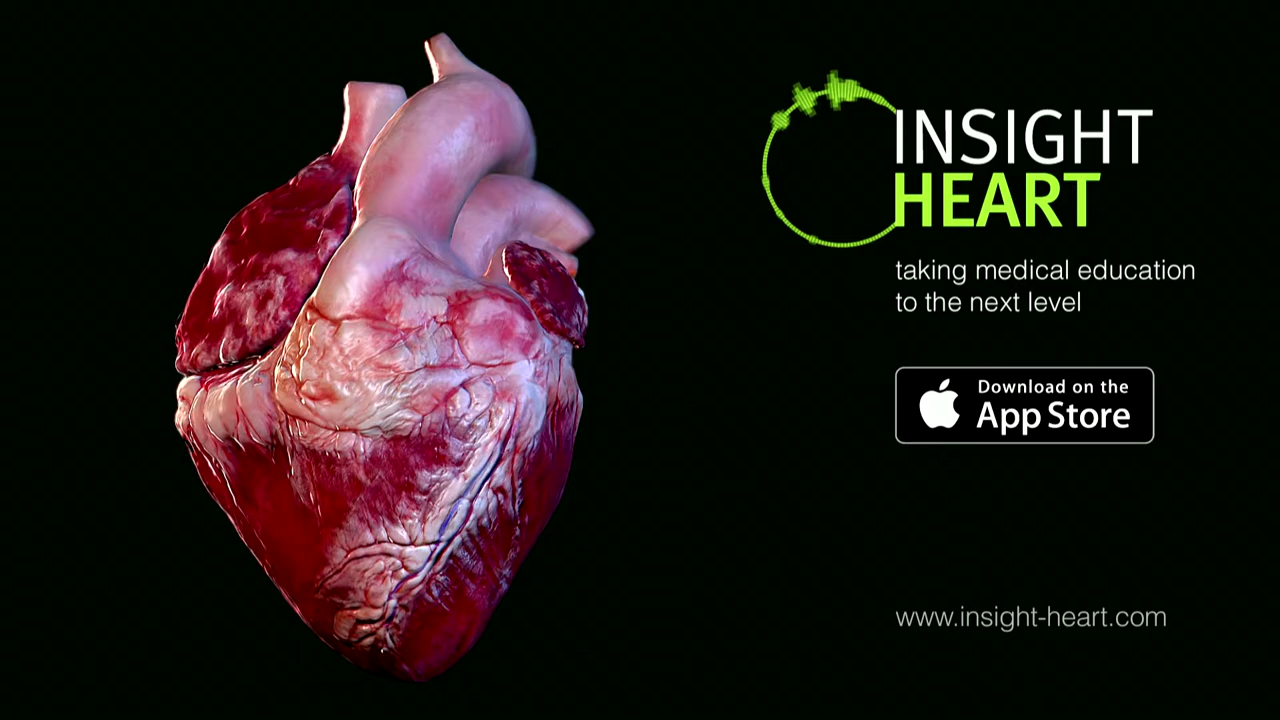 INSIGHT
HEART
taking medical education
to the next level
Download on the
App Store
www.insight-heart.com